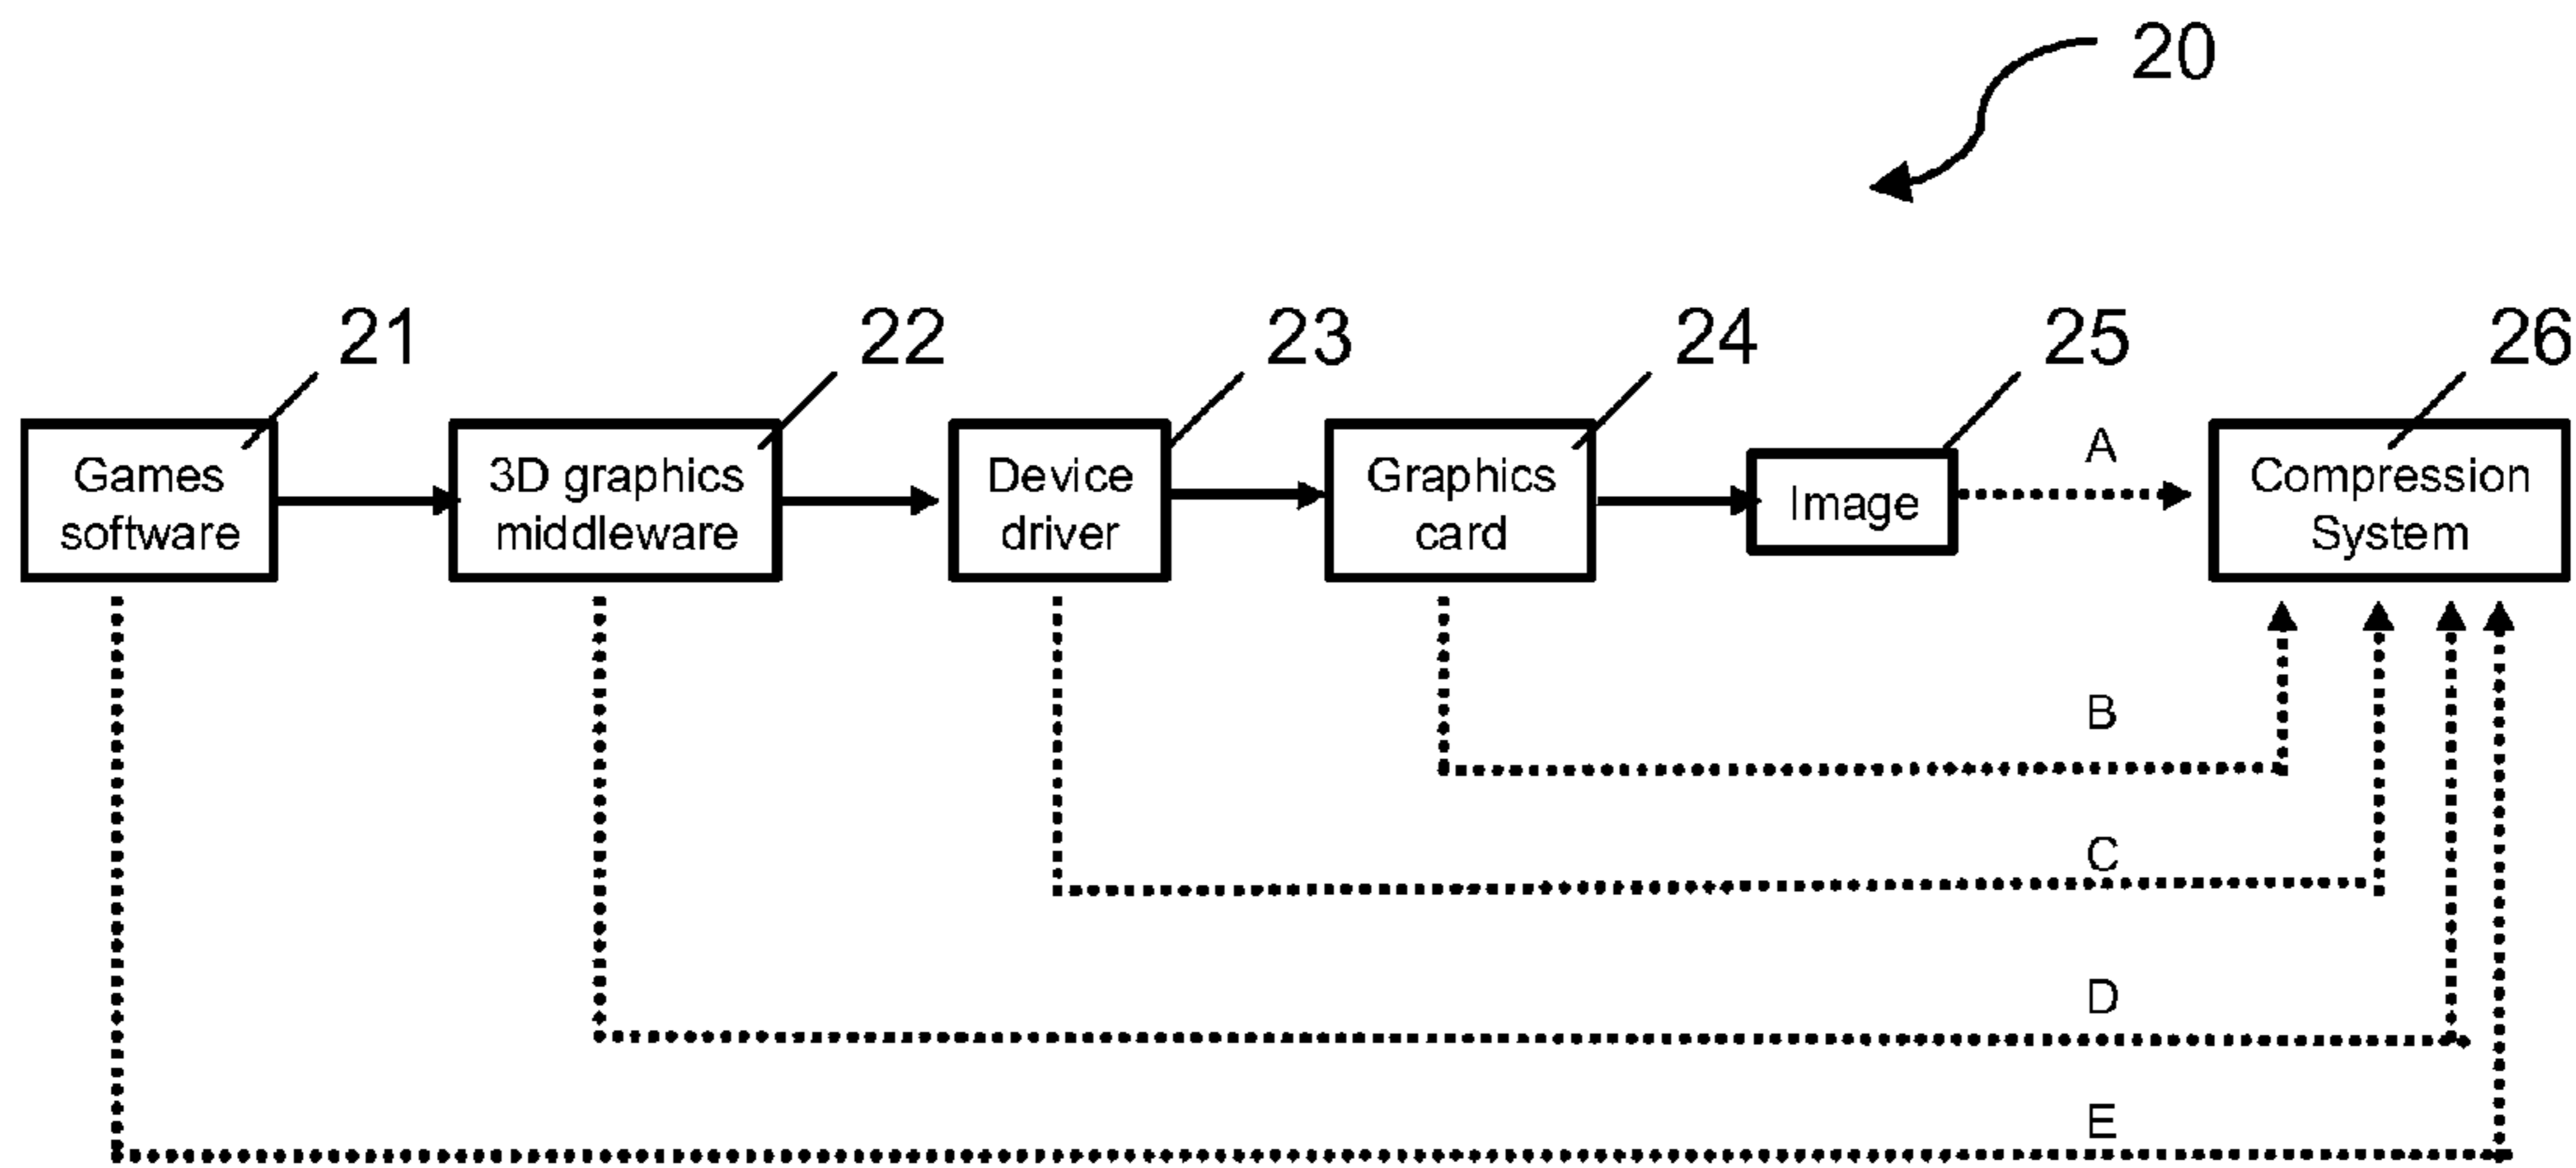 20
21
22
23
24
25
26
Games
software
3D graphics
middleware
Device
driver
Graphics
card
Image
A
Compression
System
B
C
D
E